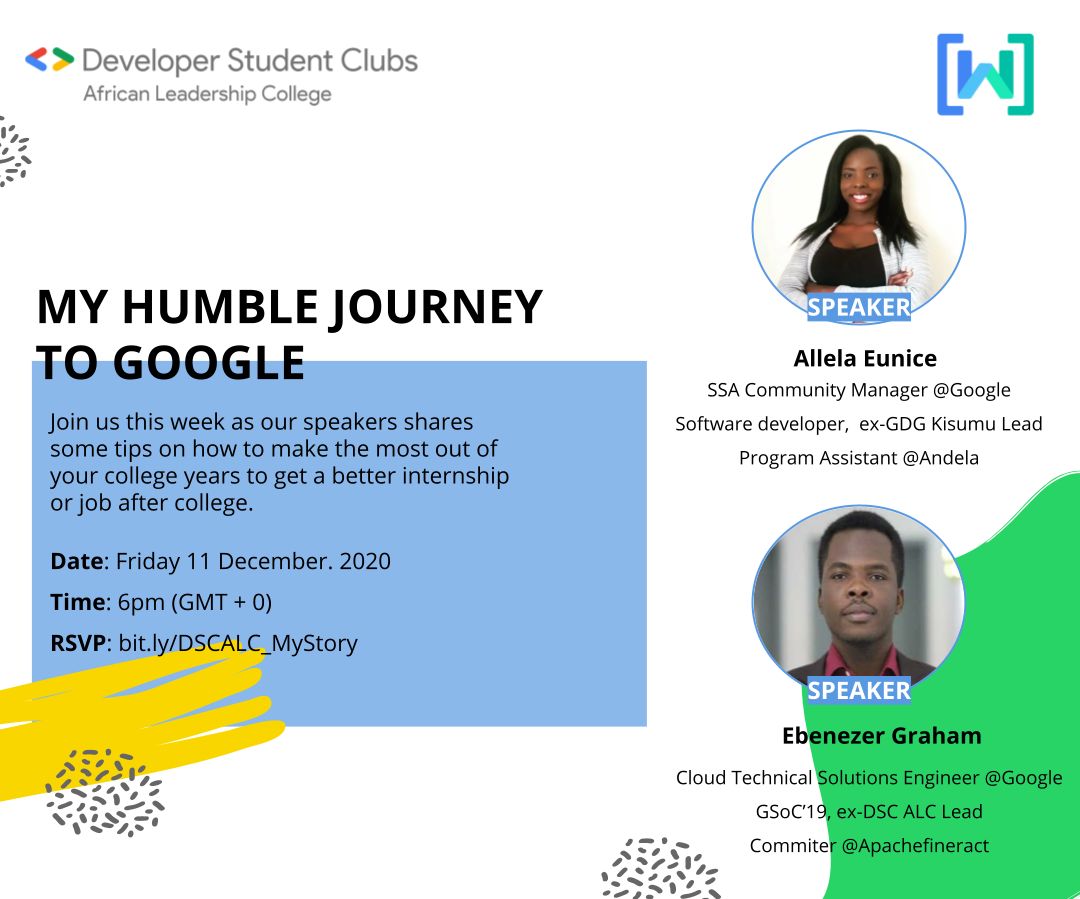 Developer Student Clubs
African Leadership College
W
MY HUMBLE JOURNEY
TO GOOGLE
Join us this week as our speakers shares
some tips on how to make the most out of
your college years to get a better internship
or job after college.
Date: Friday 11 December. 2020
Time: 6pm (GMT + 0)
RSVP: bit.ly/DSCALC_MyStory
SPEAKER
Allela Eunice
SSA Community Manager @Google
Software developer,  ex-GDG Kisumu Lead
Program Assistant @Andela
SPEAKER
Ebenezer Graham
Cloud Technical Solutions Engineer @Google
GSoC’19, ex-DSC ALC Lead
Commiter @Apachefineract